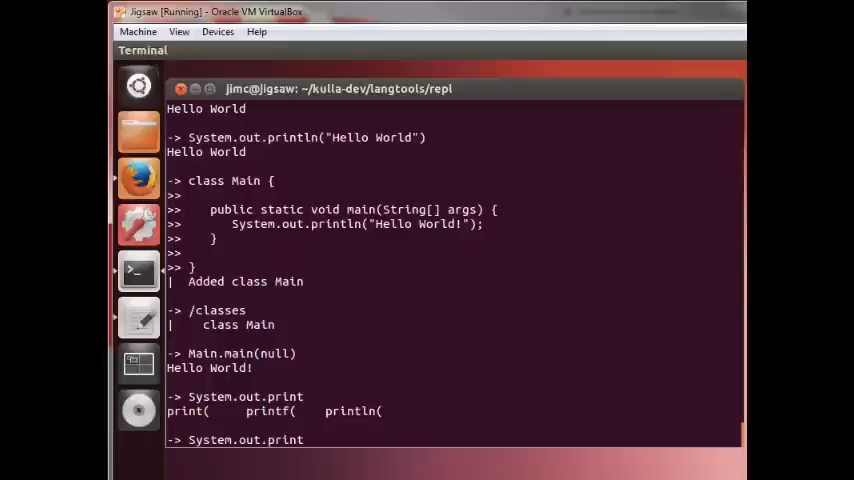 Jigsaw [Running] - Oracle VM VirtualBox
Machine View Devices Help
Terminal
jimc@jigsaw: ~/kulla-dev/langtools/repl
Hello World
-> System.out.println("Hello World")
Hello World
-> class Main {
>>
>> public static void main(String[] args) {
>> System.out.println("Hello World!");
>> }
>>
>> }
| Added class Main
-> /classes
| class Main
-> Main.main(null)
Hello World!
-> System.out.print
print( printf( println(
-> System.out.print